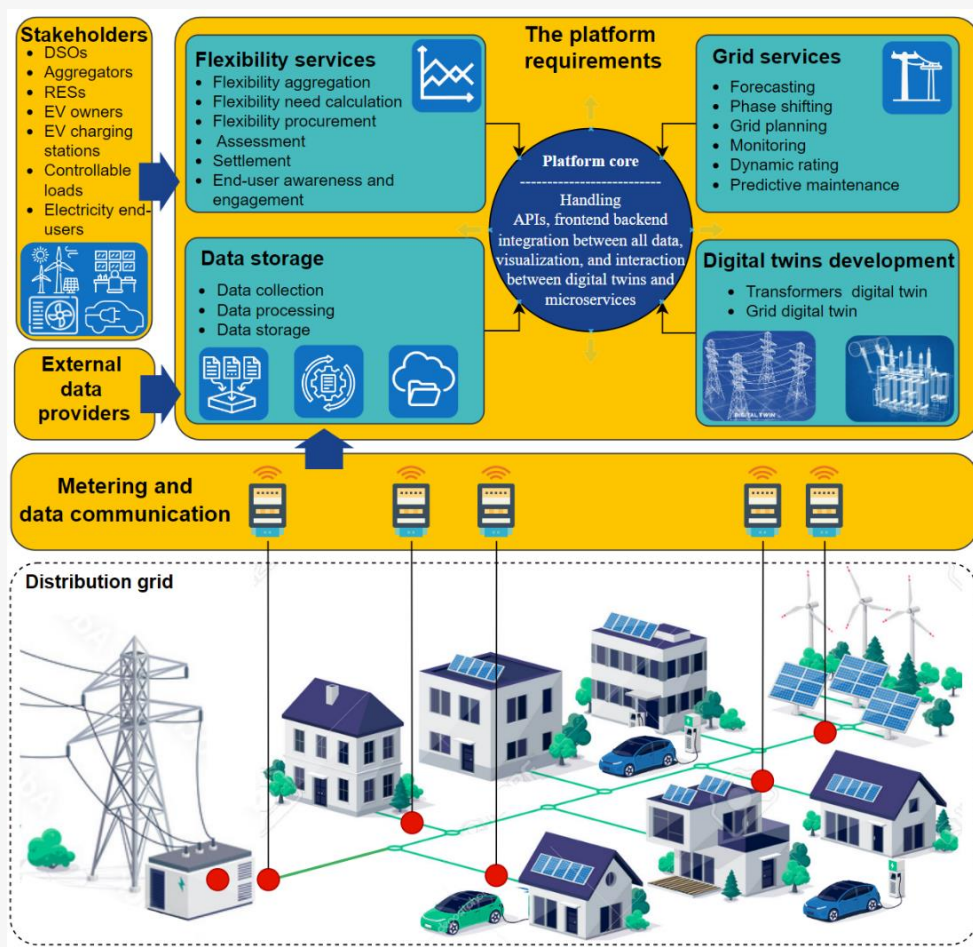 Stakeholders
DSOs
Aggregators
RESs
EV owners
EV charging
stations
Controllable
loads
Electricity end-
users
External
data
providers
The platform
requirements
Flexibility services
Flexibility aggregation
Flexibility need calculation
Flexibility procurement
Assessment
Settlement
End-user awareness and
engagement
Grid services
Forecasting
Phase shifting
Grid planning
Monitoring
Dynamic rating
Predictive maintenance
Platform core
--------------------------
Handling
APIs, frontend backend
integration between all data,
visualization, and interaction
between digital twins and
microservices
Data storage
Data collection
Data processing
Data storage
Digital twins development
Transformers digital twin
Grid digital twin
DIGITAL TWIN
Metering and
data communication
Distribution grid